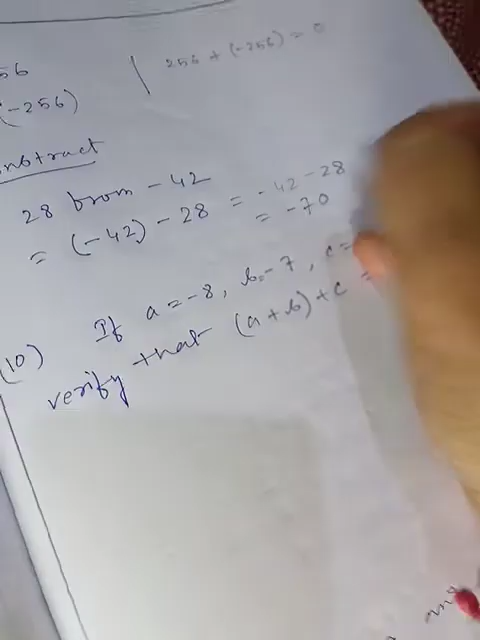 56 | 256 + (-256) = 0
(-256)
Subtract
28 from - 42
= (-42) - 28 = - 42 - 28
= -70
(10) If a = -8, b = -7, c =
verify that (a + b) + c =